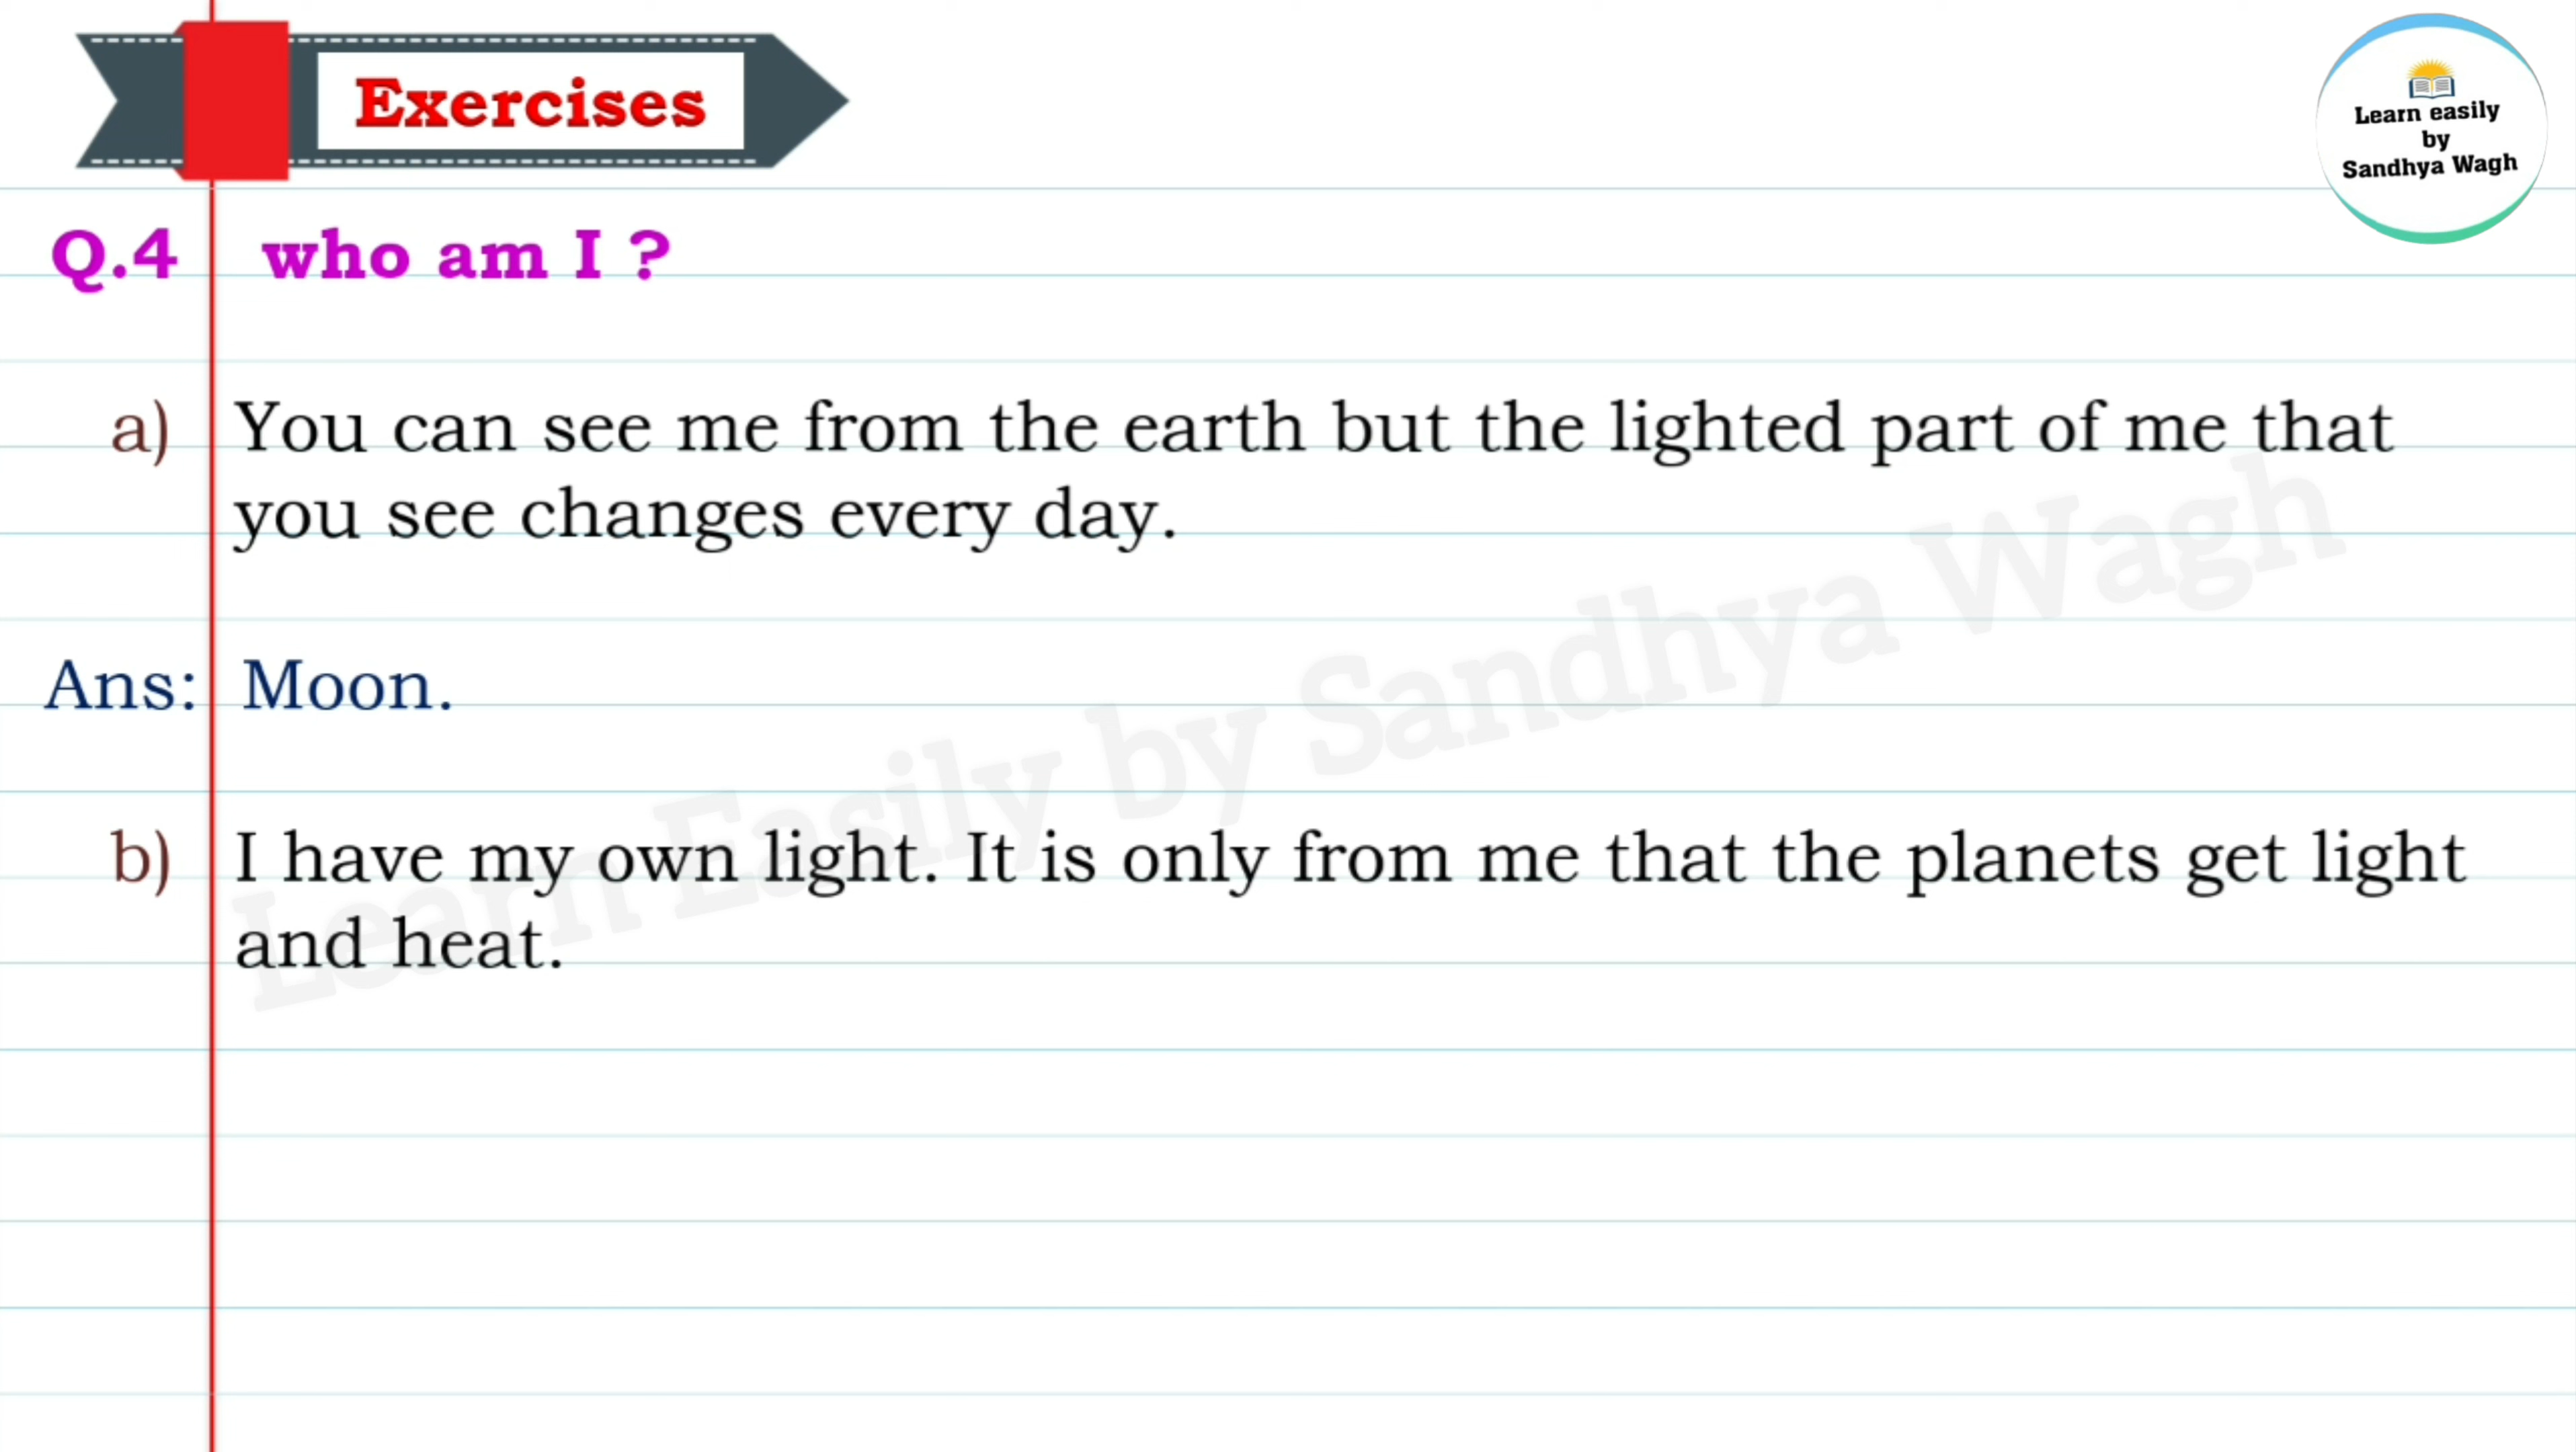 Exercises
Learn easily
by
Sandhya Wagh
Q.4 who am I ?
a) You can see me from the earth but the lighted part of me that
you see changes every day.
Ans: Moon.
b) I have my own light. It is only from me that the planets get light
and heat.
Learn Easily by Sandhya Wagh